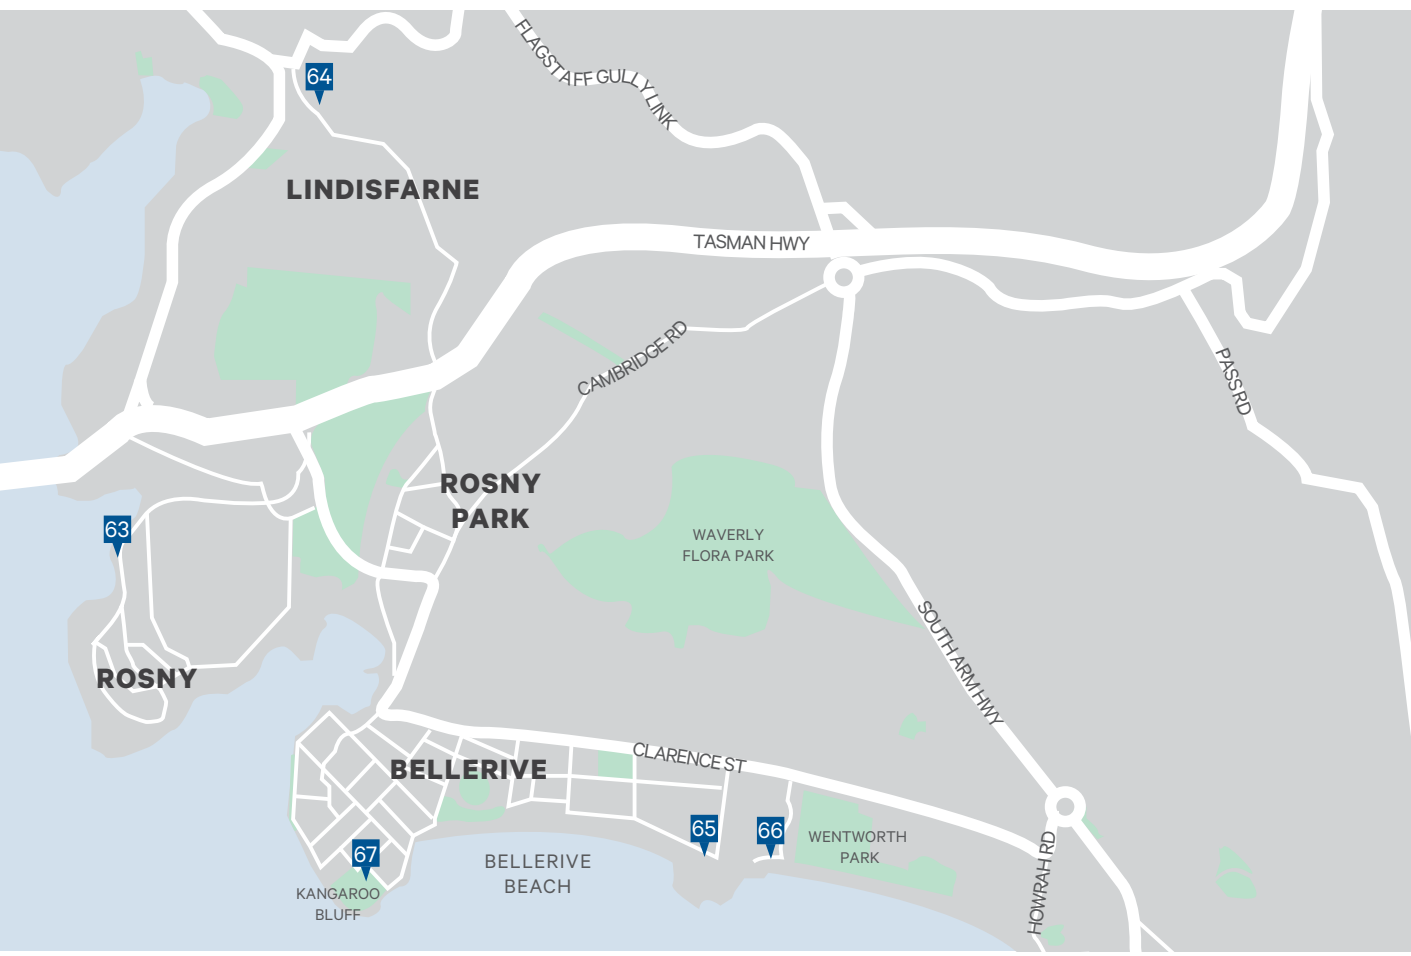 FLAGSTAFF GULLY LINK
64
LINDISFARNE
TASMAN HWY
CAMBRIDGE RD
PASS RD
ROSNY
PARK
63
WAVERLY
FLORA PARK
SOUTH ARM HWY
ROSNY
CLARENCE ST
BELLERIVE
65
66
WENTWORTH
PARK
67
BELLERIVE
BEACH
HOWRAH RD
KANGAROO
BLUFF